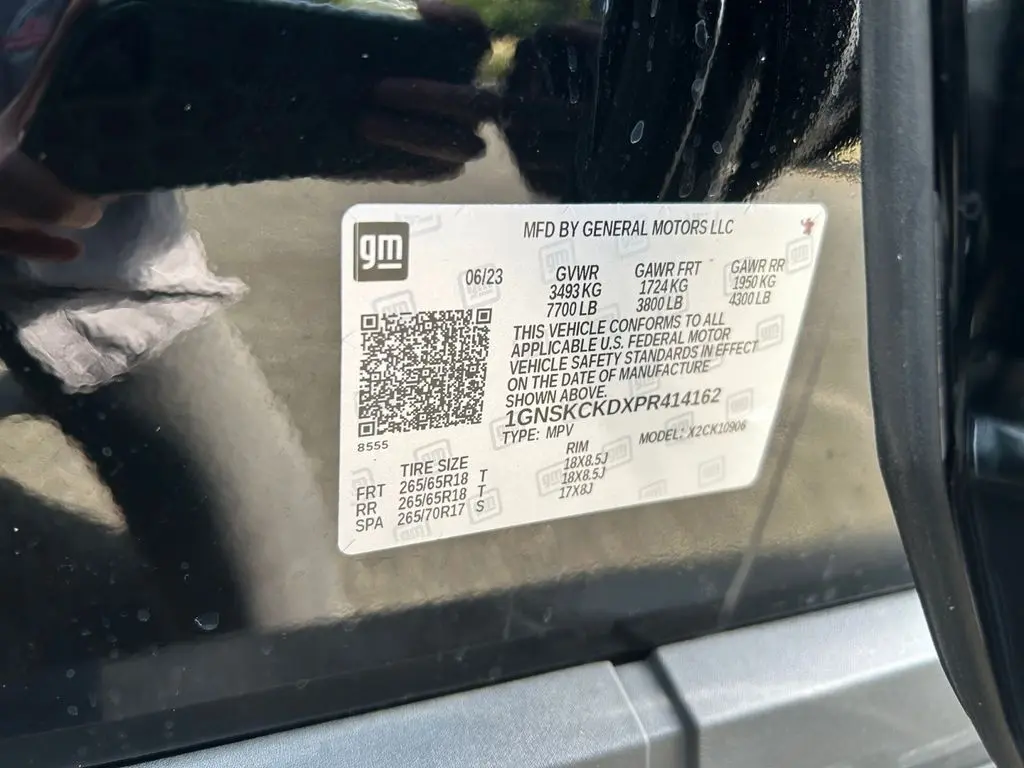 gm
MFD BY GENERAL MOTORS LLC
06/23
GVWR
3493 KG
7700 LB
GAWR FRT
1724 KG
3800 LB
GAWR RR
1950 KG
4300 LB
THIS VEHICLE CONFORMS TO ALL
APPLICABLE U.S. FEDERAL MOTOR
VEHICLE SAFETY STANDARDS IN EFFECT
ON THE DATE OF MANUFACTURE
SHOWN ABOVE.
1GNSKCKDXPR414162
TYPE: MPV
MODEL: X2CK10906
8555
TIRE SIZE RIM
FRT 265/65R18 T 18X8.5J
RR 265/65R18 T 18X8.5J
SPA 265/70R17 S 17X8J